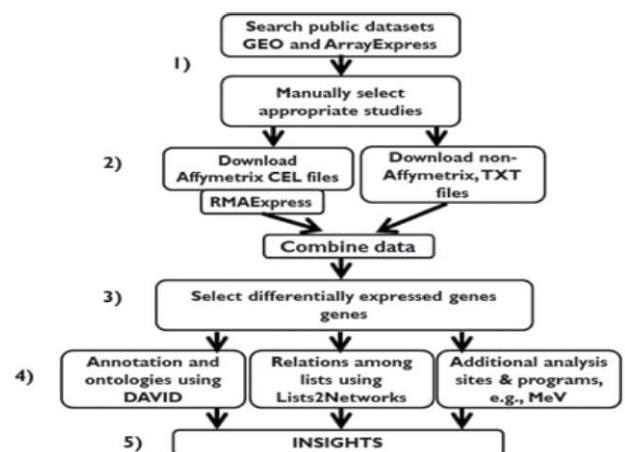 Search public datasets
GEO and ArrayExpress
1)
Manually select
appropriate studies
2)
Download
Affymetrix CEL files
RMAExpress
Download non-
Affymetrix, TXT
files
Combine data
3)
Select differentially expressed genes
genes
4)
Annotation and
ontologies using
DAVID
Relations among
lists using
Lists2Networks
Additional analysis
sites & programs,
e.g., MeV
5)
INSIGHTS